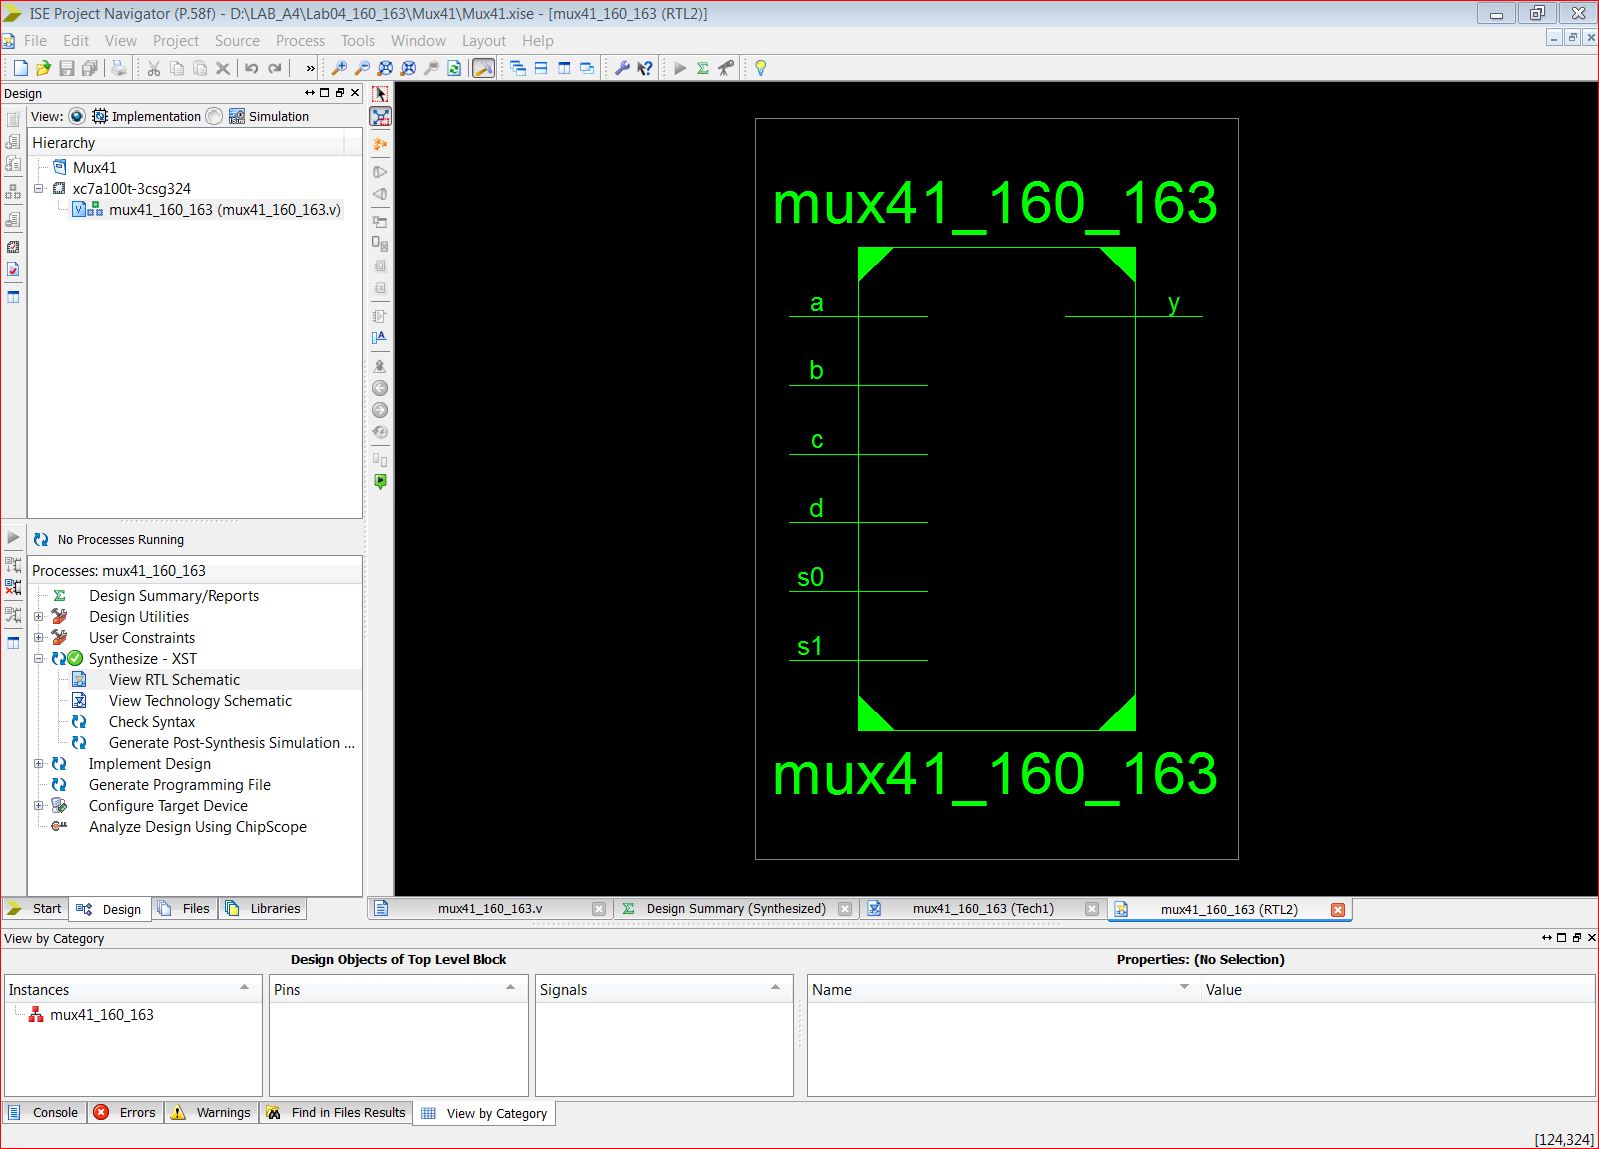 ISE Project Navigator (P.58f) - D:\LAB_A4\Lab04_160_163\Mux41\Mux41.xise - [mux41_160_163 (RTL2)]
File Edit View Project Source Process Tools Window Layout Help
»
Design
View: Implementation Simulation
Hierarchy
Mux41
xc7a100t-3csg324
mux41_160_163 (mux41_160_163.v)
No Processes Running
Processes: mux41_160_163
Design Summary/Reports
Design Utilities
User Constraints
Synthesize - XST
View RTL Schematic
View Technology Schematic
Check Syntax
Generate Post-Synthesis Simulation ...
Implement Design
Generate Programming File
Configure Target Device
Analyze Design Using ChipScope
Start Design Files Libraries
mux41_160_163
a y
b
c
d
s0
s1
mux41_160_163
mux41_160_163.v Design Summary (Synthesized) mux41_160_163 (Tech1) mux41_160_163 (RTL2)
View by Category
Design Objects of Top Level Block Properties: (No Selection)
Instances Pins Signals Name Value
mux41_160_163
Console Errors Warnings Find in Files Results View by Category
[124,324]